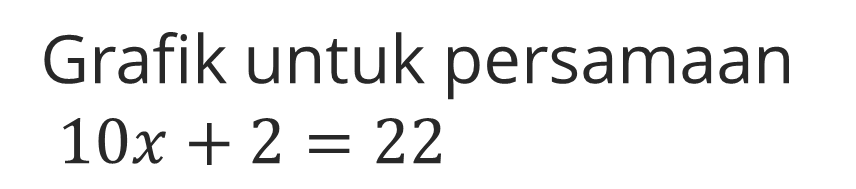 Grafik untuk persamaan
10x + 2 = 22